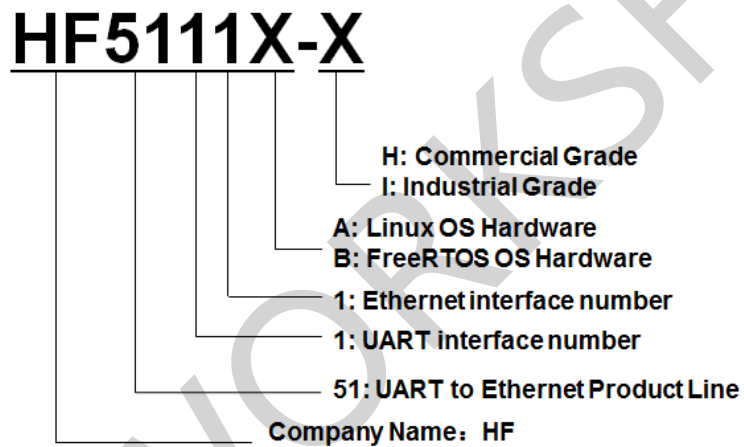 HF5111X-X
H: Commercial Grade
I: Industrial Grade
A: Linux OS Hardware
B: FreeRTOS OS Hardware
1: Ethernet interface number
1: UART interface number
51: UART to Ethernet Product Line
Company Name：HF